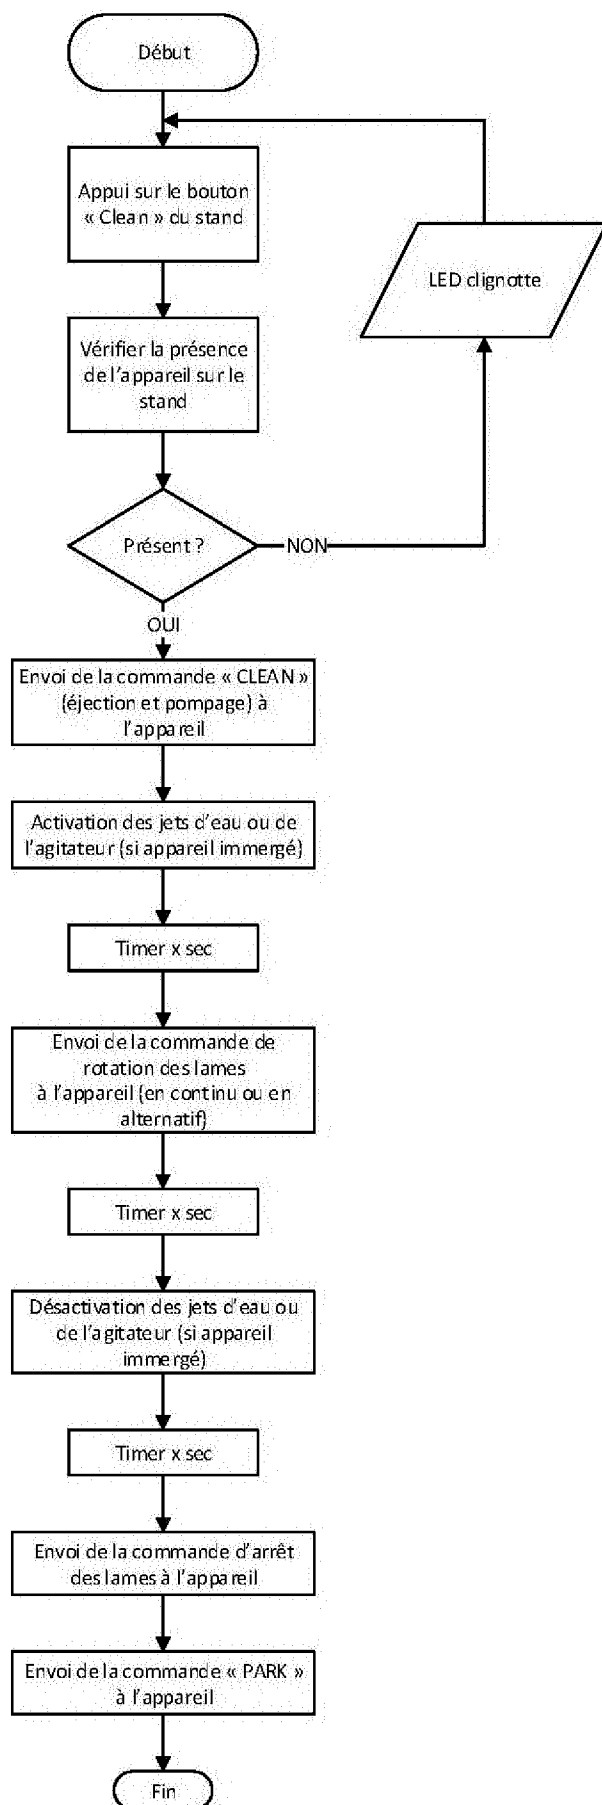 Début
Appui sur le bouton
« Clean » du stand
LED clignotte
Vérifier la présence
de l'appareil sur le
stand
Présent ?
NON
OUI
Envoi de la commande « CLEAN »
(éjection et pompage) à
l'appareil
Activation des jets d'eau ou de
l'agitateur (si appareil immergé)
Timer x sec
Envoi de la commande de
rotation des lames
à l'appareil (en continu ou en
alternatif)
Timer x sec
Désactivation des jets d'eau ou
de l'agitateur (si appareil
immergé)
Timer x sec
Envoi de la commande d'arrêt
des lames à l'appareil
Envoi de la commande « PARK »
à l'appareil
Fin